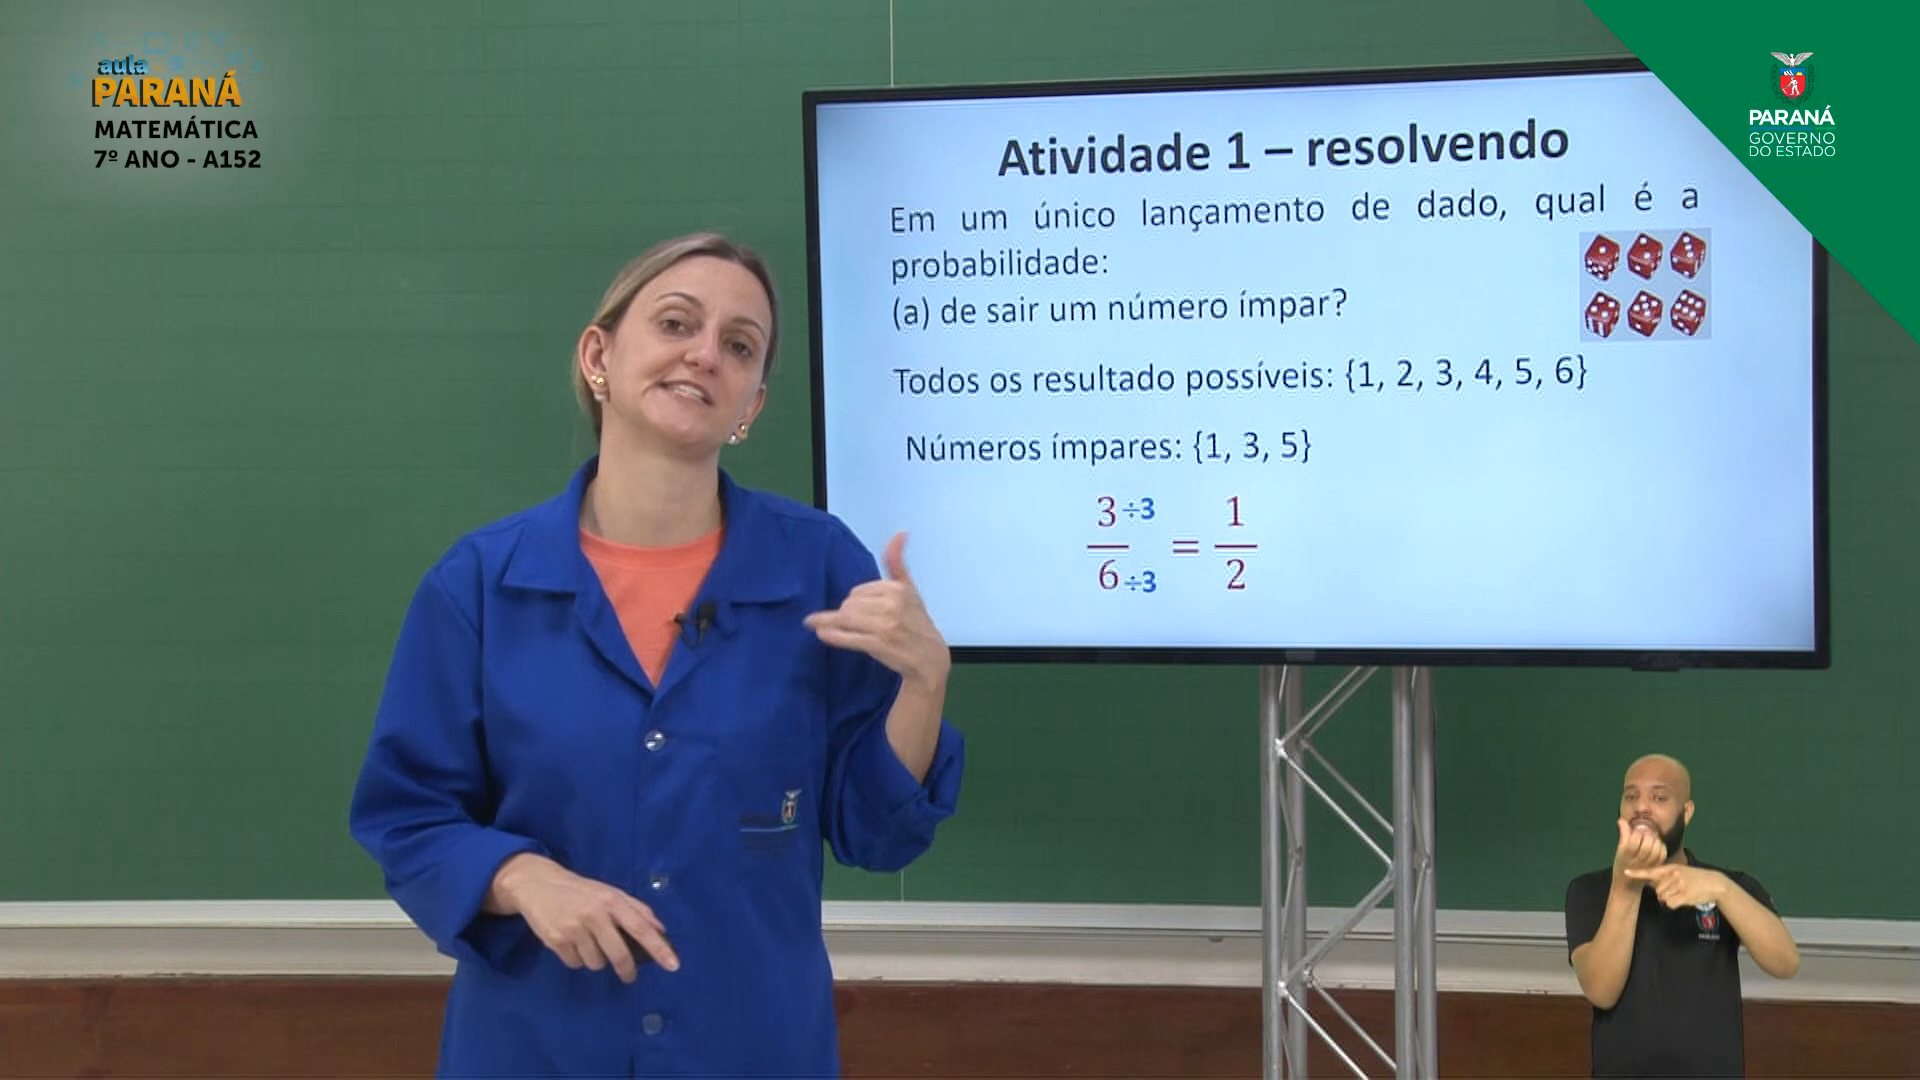 aula
PARANÁ
MATEMÁTICA
7º ANO - A152
PARANÁ
GOVERNO
DO ESTADO
Atividade 1 – resolvendo
Em um único lançamento de dado, qual é a
probabilidade:
(a) de sair um número ímpar?
Todos os resultado possíveis: {1, 2, 3, 4, 5, 6}
Números ímpares: {1, 3, 5}
3 ÷3 1
=
6 ÷3 2